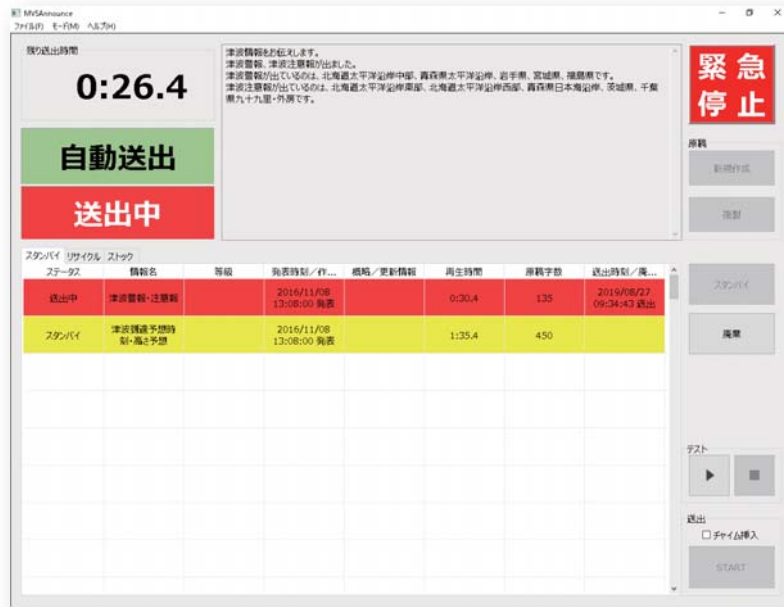 MVSAnnounce
ファイル(F) モード(M) ヘルプ(H)
残り送出時間
0:26.4
自動送出
送出中
津波情報をお伝えします。
津波警報、津波注意報が出ました。
津波警報が出ているのは、北海道太平洋沿岸中部、青森県太平洋沿岸、岩手県、宮城県、福島県です。
津波注意報が出ているのは、北海道太平洋沿岸東部、北海道太平洋沿岸西部、青森県日本海沿岸、茨城県、千葉
県九十九里・外房です。
緊急
停止
原稿
新規作成
複製
スタンバイ リサイクル ストック
ステータス 情報名 等級 発表時刻/作... 概略/更新情報 再生時間 原稿字数 送出時刻/廃...
送出中 津波警報・注意報 2016/11/08 13:08:00 発表 0:30.4 135 2019/08/27 09:34:43 送出
スタンバイ 津波到達予想時刻・高さ予想 2016/11/08 13:08:00 発表 1:35.4 450
スタンバイ
廃棄
テスト
送出
チャイム挿入
START